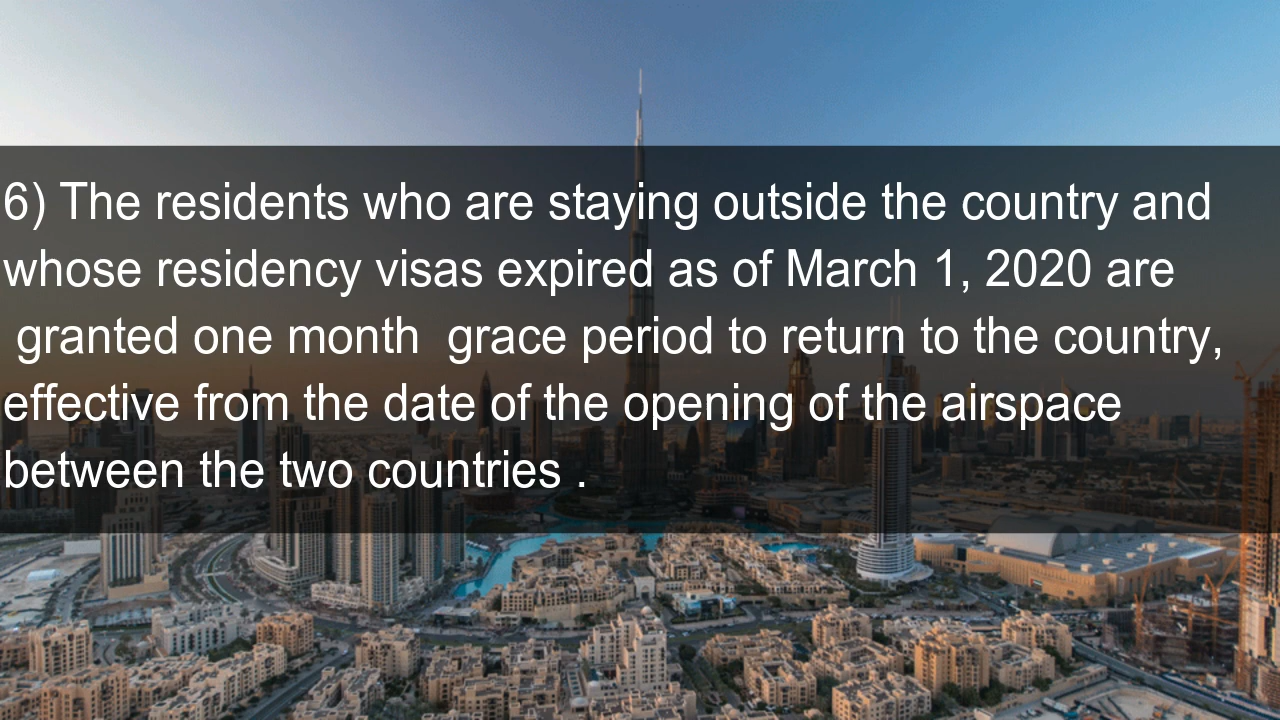 6) The residents who are staying outside the country and
whose residency visas expired as of March 1, 2020 are
granted one month  grace period to return to the country,
effective from the date of the opening of the airspace
between the two countries .